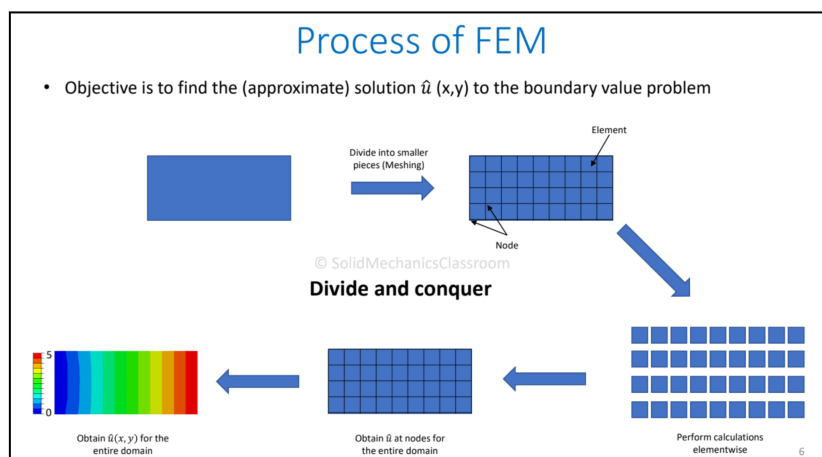 Process of FEM
• Objective is to find the (approximate) solution û (x,y) to the boundary value problem
Element
Divide into smaller
pieces (Meshing)
Node
© SolidMechanicsClassroom
Divide and conquer
5
0
Obtain û(x, y) for the
entire domain
Obtain û at nodes for
the entire domain
Perform calculations
elementwise
6